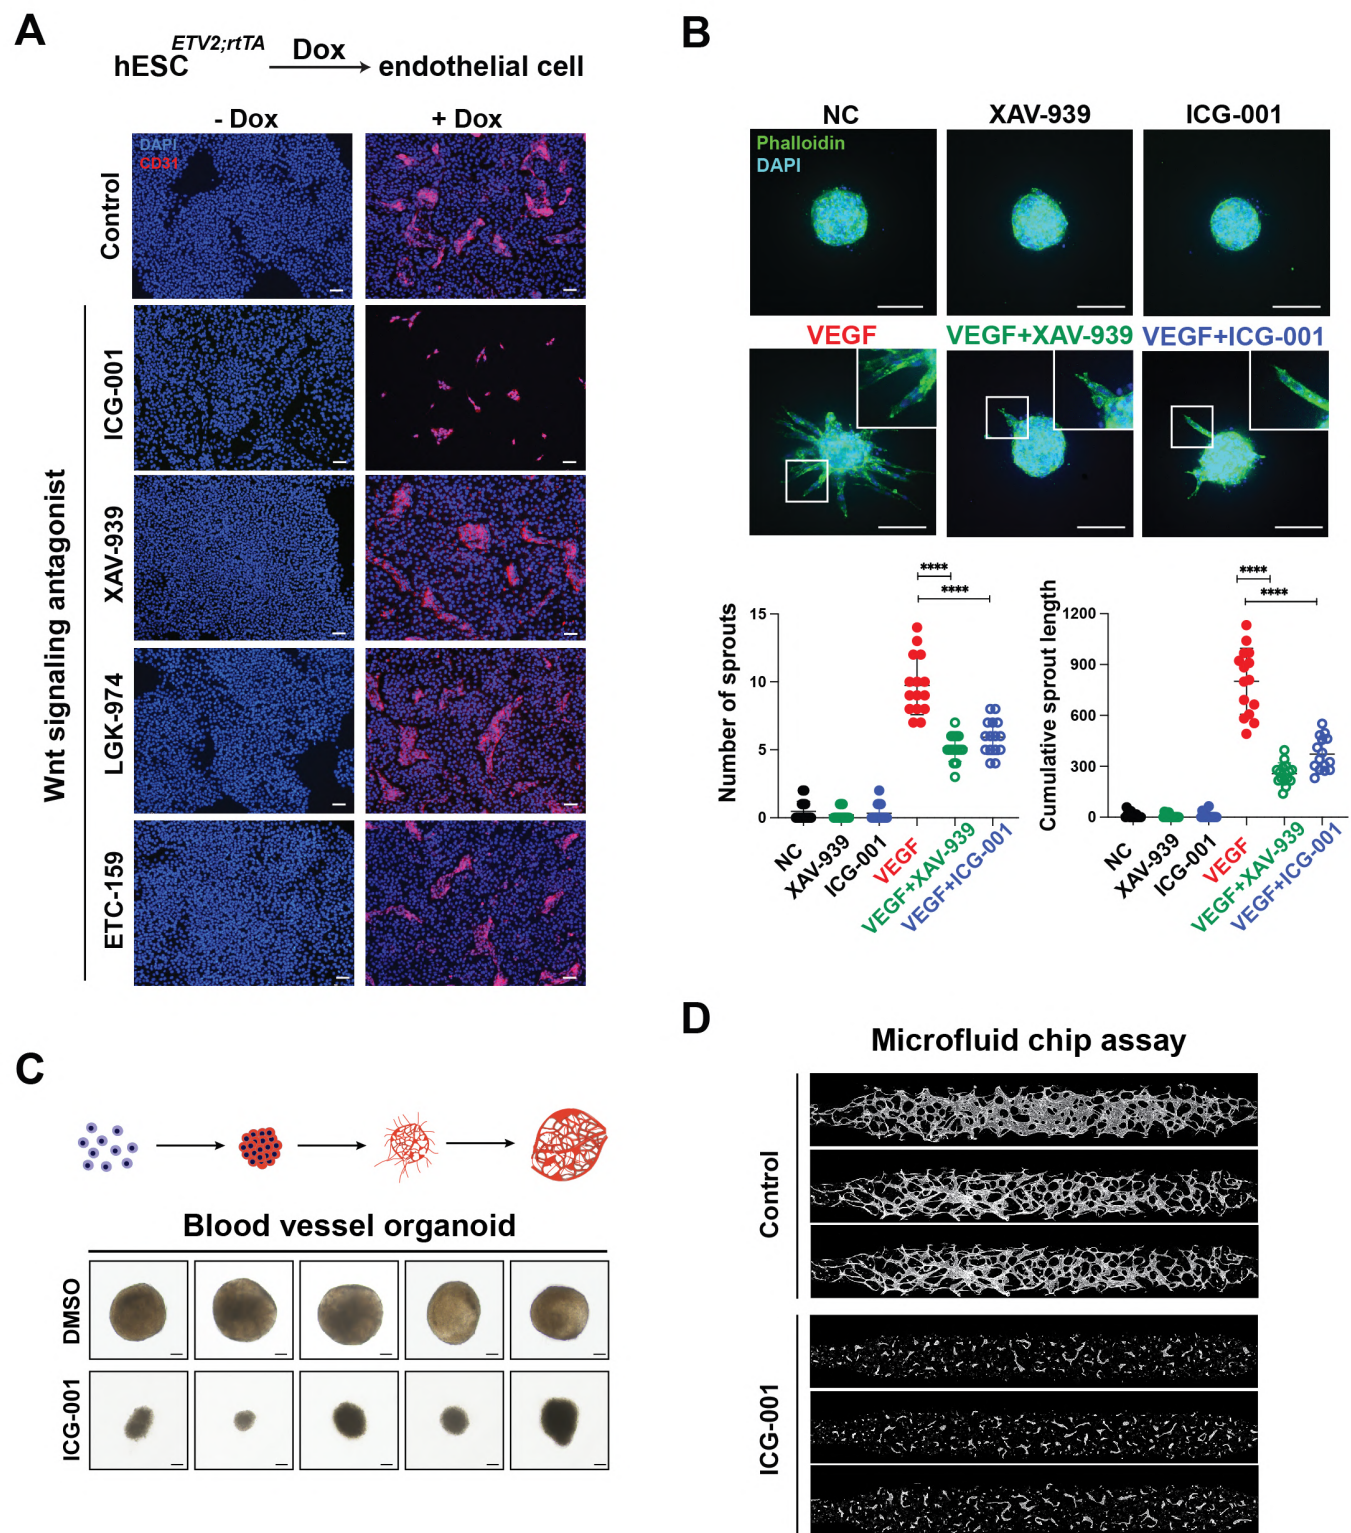 A
hESC ETV2;rtTA Dox endothelial cell
- Dox + Dox
DAPI
CD31
Control
Wnt signaling antagonist
ICG-001
XAV-939
LGK-974
ETC-159
B
NC XAV-939 ICG-001
Phalloidin
DAPI
VEGF VEGF+XAV-939 VEGF+ICG-001
Number of sprouts
15
10
5
0
****
****
NC
XAV-939
ICG-001
VEGF
VEGF+XAV-939
VEGF+ICG-001
Cumulative sprout length
1200
900
600
300
0
****
****
NC
XAV-939
ICG-001
VEGF
VEGF+XAV-939
VEGF+ICG-001
C
Blood vessel organoid
DMSO
ICG-001
D
Microfluid chip assay
Control
ICG-001